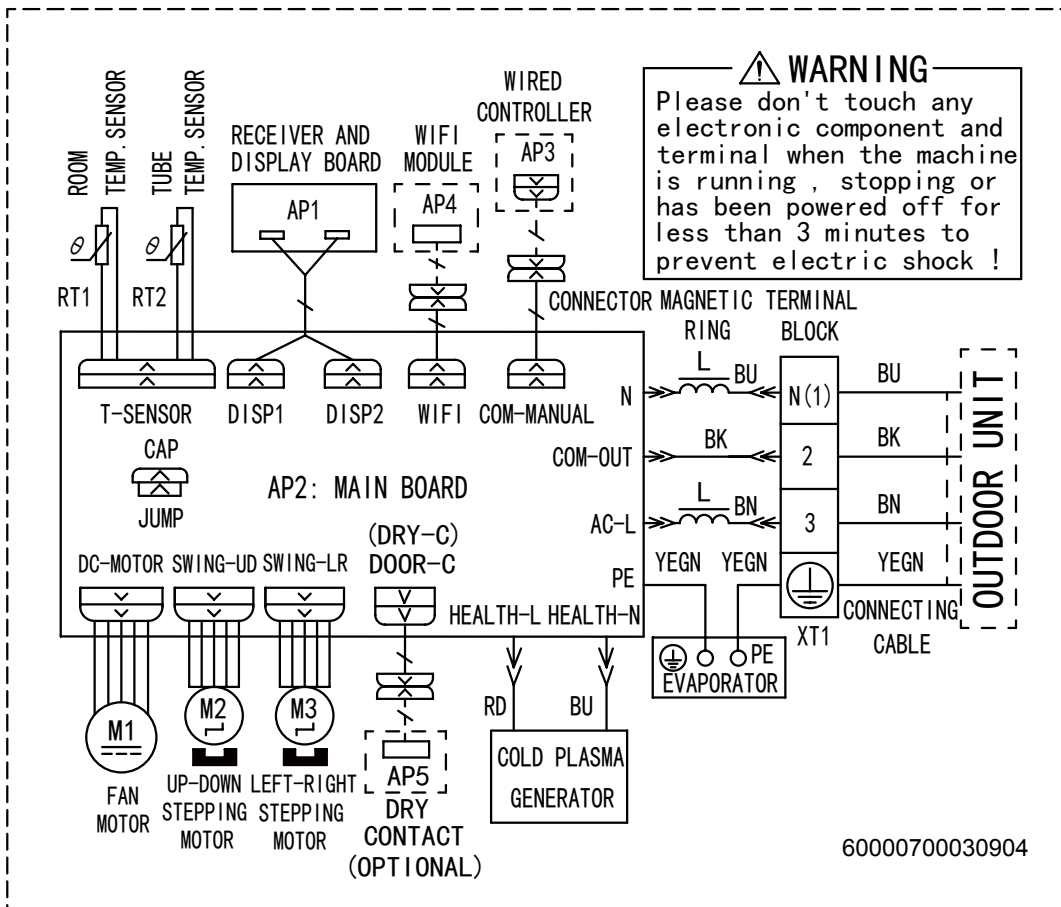 WARNING
Please don't touch any
electronic component and
terminal when the machine
is running , stopping or
has been powered off for
less than 3 minutes to
prevent electric shock !
ROOM
TEMP. SENSOR
TUBE
TEMP. SENSOR
RECEIVER AND
DISPLAY BOARD
WIFI
MODULE
WIRED
CONTROLLER
AP1
AP4
AP3
θ
θ
RT1
RT2
CONNECTOR
MAGNETIC
RING
TERMINAL
BLOCK
T-SENSOR
DISP1
DISP2
WIFI
COM-MANUAL
N
L
BU
N(1)
BU
CAP
JUMP
AP2: MAIN BOARD
COM-OUT
BK
2
BK
AC-L
L
BN
3
BN
OUTDOOR UNIT
PE
YEGN
YEGN
YEGN
XT1
CONNECTING
CABLE
DC-MOTOR
SWING-UD
SWING-LR
(DRY-C)
DOOR-C
HEALTH-L
HEALTH-N
PE
EVAPORATOR
M1
M2
M3
RD
BU
FAN
MOTOR
UP-DOWN
STEPPING
MOTOR
LEFT-RIGHT
STEPPING
MOTOR
AP5
DRY
CONTACT
(OPTIONAL)
COLD PLASMA
GENERATOR
60000700030904